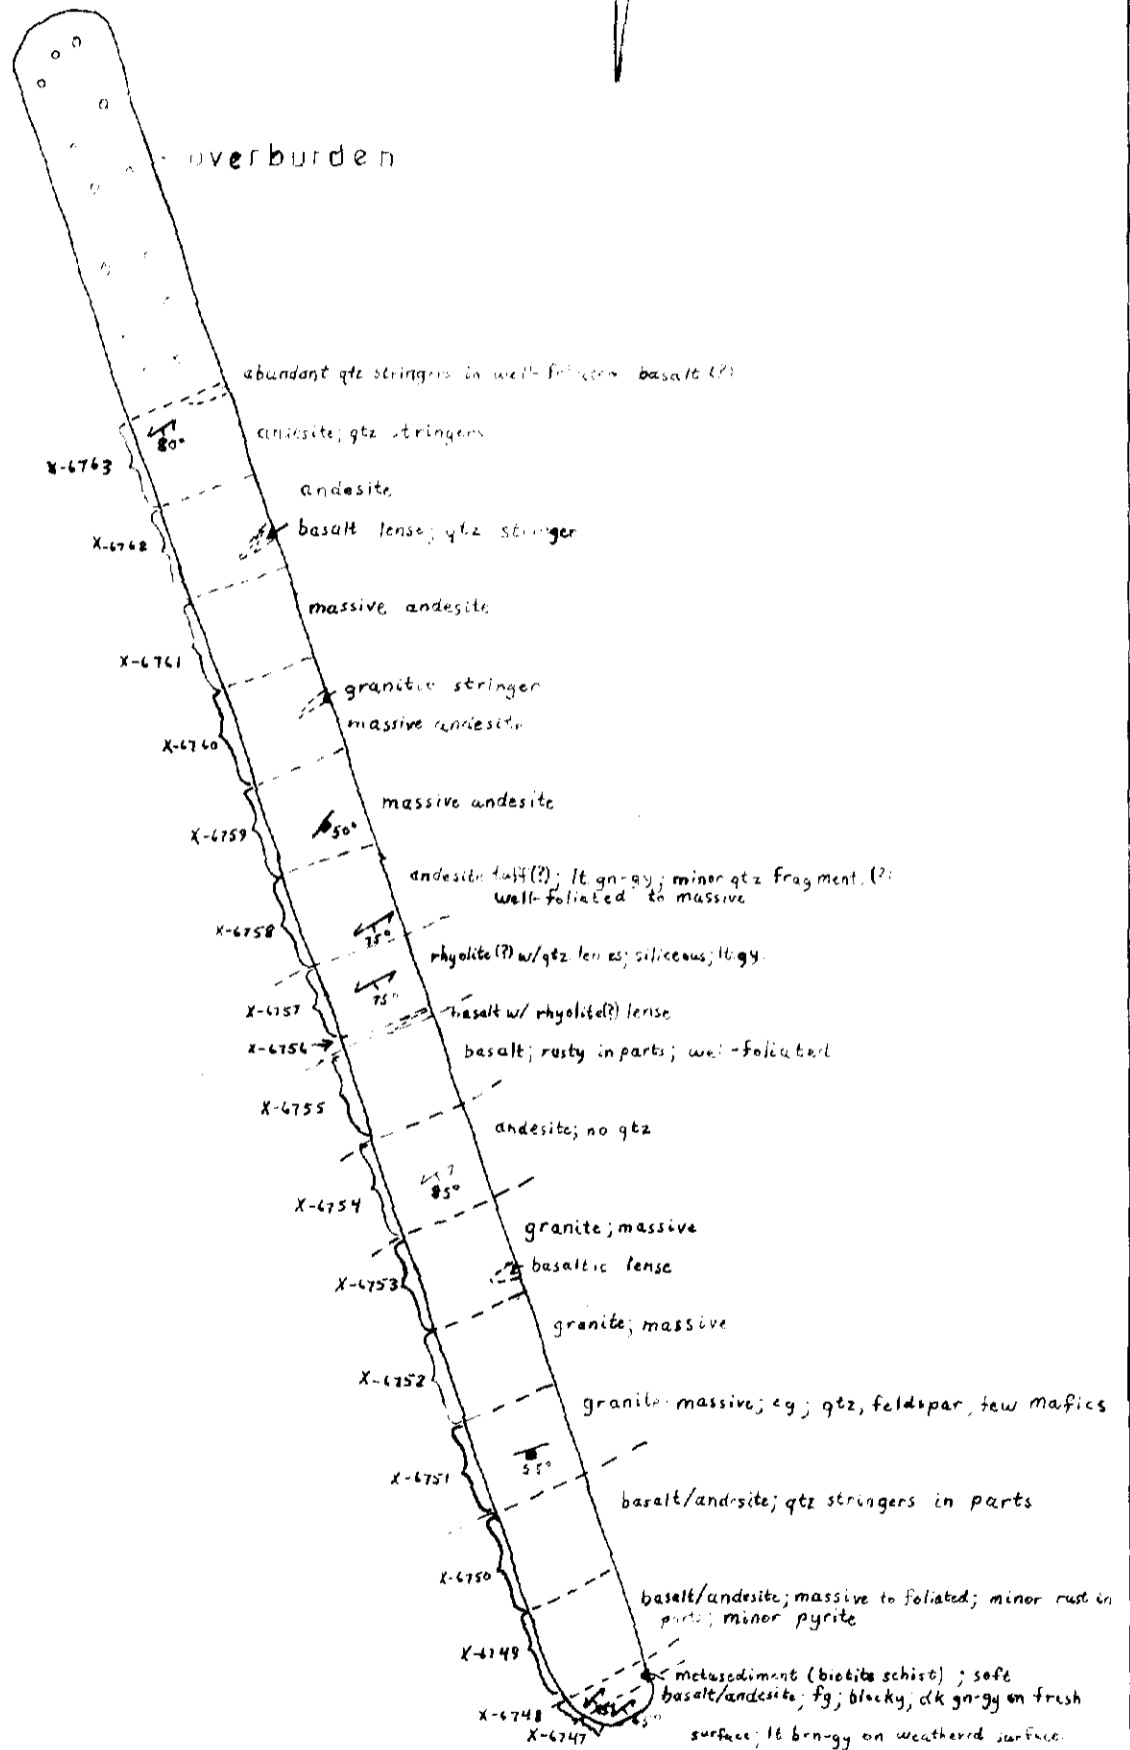 overburden
abundant qtz stringers in well-foliated basalt (?)
80°
andesite; qtz stringers
X-6763
andesite
basalt lense; qtz stringer
X-6762
massive andesite
X-6761
granitic stringer
massive andesite
X-6760
massive andesite
X-6759
50°
andesite tuff(?); lt gn-gy; minor qtz fragment (?)
well-foliated to massive
X-6758
75°
rhyolite(?) w/qtz lenses; siliceous; lt gy
75°
X-6757
basalt w/ rhyolite(?) lense
X-6756
basalt; rusty in parts; well-foliated
X-6755
andesite; no qtz
85°
X-6754
granite; massive
basaltic lense
X-6753
granite; massive
X-6752
granite massive; cg; qtz, feldspar, few mafics
55°
X-6751
basalt/andesite; qtz stringers in parts
X-6750
basalt/andesite; massive to foliated; minor rust in
parts; minor pyrite
X-6749
metasediment (biotite schist); soft
basalt/andesite; fg; blocky; dk gn-gy on fresh
X-6748
65°
X-6747
surface; lt brn-gy on weathered surface.